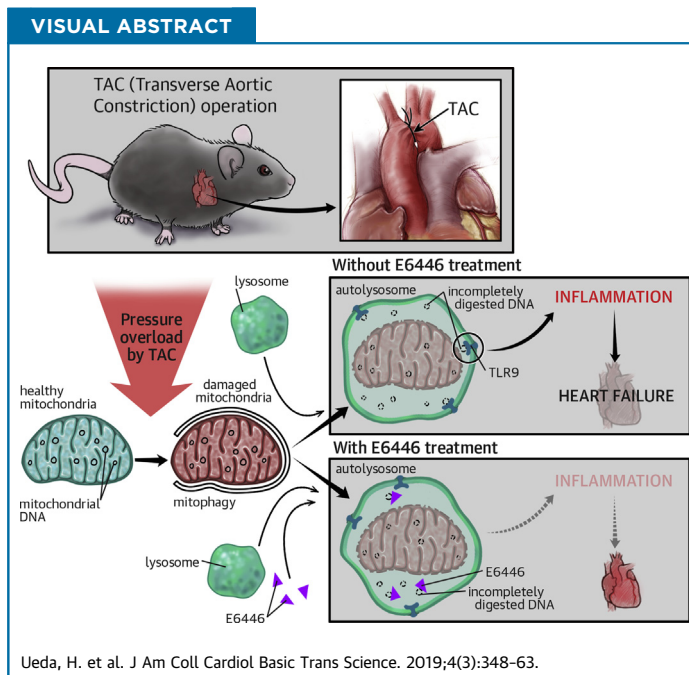 VISUAL ABSTRACT
TAC (Transverse Aortic
Constriction) operation
TAC
Pressure
overload
by TAC
lysosome
healthy
mitochondria
damaged
mitochondria
mitochondrial
DNA
mitophagy
lysosome
E6446
Without E6446 treatment
autolysosome
incompletely
digested DNA
TLR9
INFLAMMATION
HEART FAILURE
With E6446 treatment
autolysosome
E6446
incompletely
digested DNA
INFLAMMATION
Ueda, H. et al. J Am Coll Cardiol Basic Trans Science. 2019;4(3):348-63.